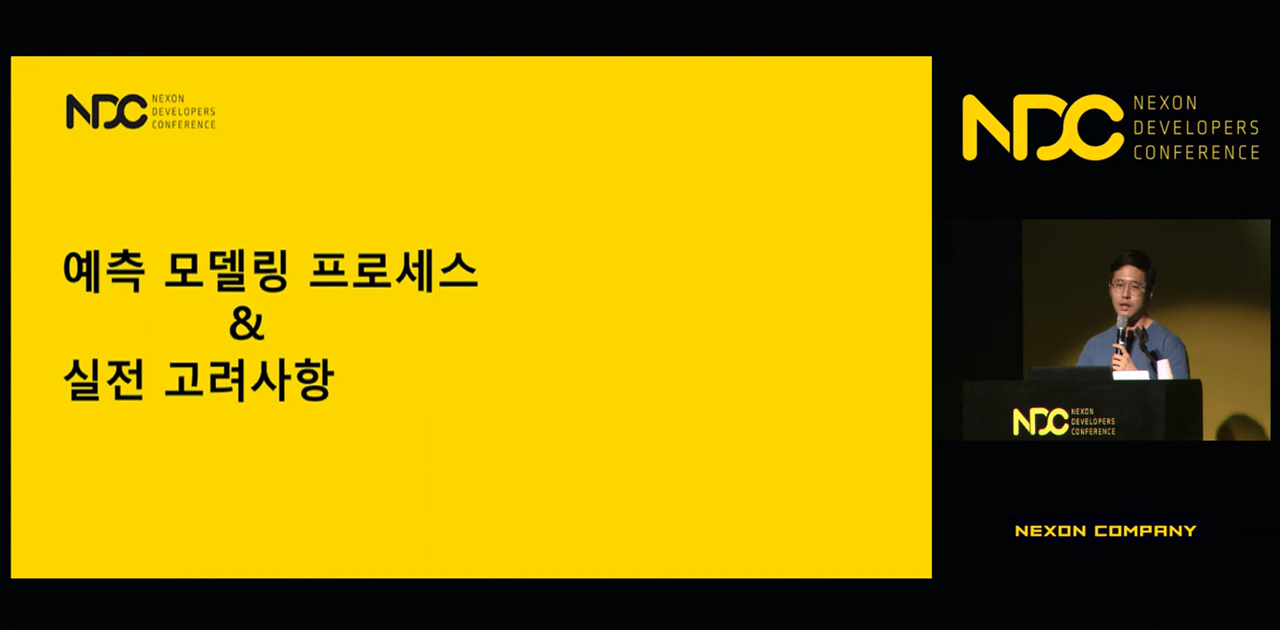 NDC NEXON
DEVELOPERS
CONFERENCE
예측 모델링 프로세스
&
실전 고려사항
NDC NEXON
DEVELOPERS
CONFERENCE
NDC NEXON
DEVELOPERS
CONFERENCE
NEXON COMPANY